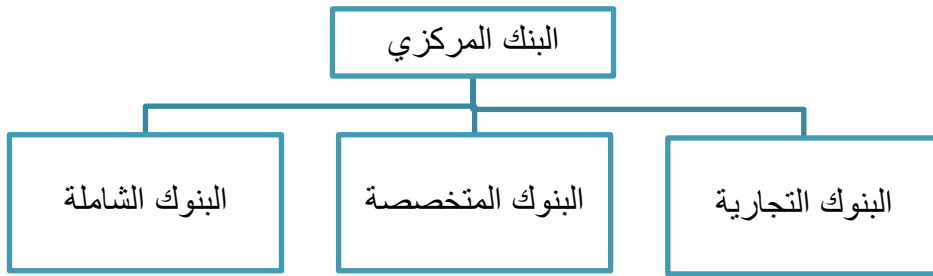 البنك المركزي
البنوك التجارية
البنوك المتخصصة
البنوك الشاملة